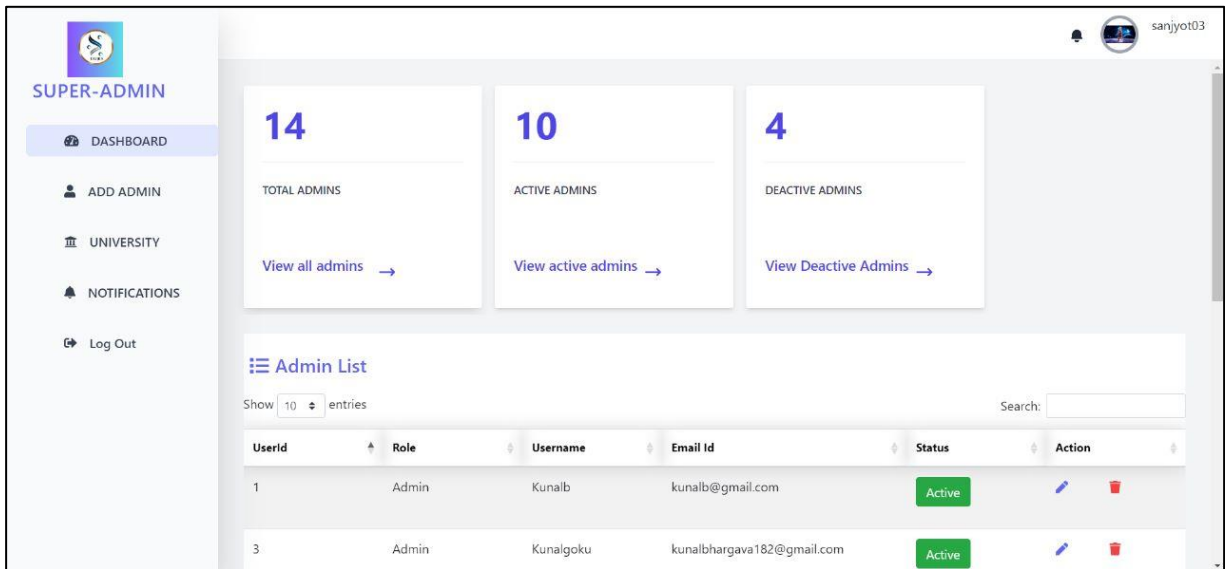 sanjyot03
SUPER-ADMIN
DASHBOARD
ADD ADMIN
UNIVERSITY
NOTIFICATIONS
Log Out
14
TOTAL ADMINS
View all admins →
10
ACTIVE ADMINS
View active admins →
4
DEACTIVE ADMINS
View Deactive Admins →
Admin List
Show 10 entries
Search:
UserId Role Username Email Id Status Action
1 Admin Kunalb kunalb@gmail.com Active
3 Admin Kunalgoku kunalbhargava182@gmail.com Active